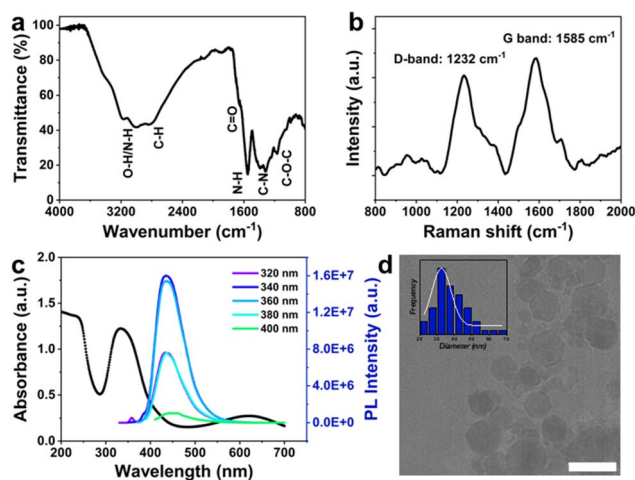 a
100
80
60
40
20
0
Transmittance (%)
O-H/N-H
C-H
C=O
N-H
C-N
C-O-C
4000 3200 2400 1600 800
Wavenumber (cm-1)
b
D-band: 1232 cm-1
G band: 1585 cm-1
Intensity (a.u.)
800 1000 1200 1400 1600 1800 2000
Raman shift (cm-1)
c
2.0
1.5
1.0
0.5
0.0
Absorbance (a.u.)
320 nm
340 nm
360 nm
380 nm
400 nm
1.6E+7
1.2E+7
8.0E+6
4.0E+6
0.0E+0
PL Intensity (a.u.)
200 300 400 500 600 700
Wavelength (nm)
d
Frequency
Diameter (nm)